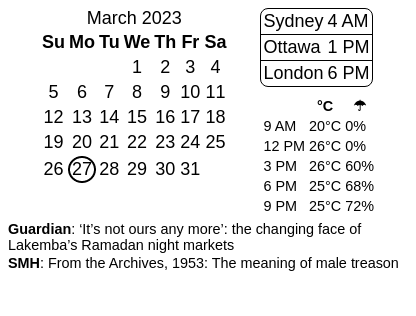 March 2023
Su Mo Tu We Th Fr Sa
1 2 3 4
5 6 7 8 9 10 11
12 13 14 15 16 17 18
19 20 21 22 23 24 25
26 27 28 29 30 31
Sydney 4 AM
Ottawa 1 PM
London 6 PM
°C ☂
9 AM 20°C 0%
12 PM 26°C 0%
3 PM 26°C 60%
6 PM 25°C 68%
9 PM 25°C 72%
Guardian: ‘It’s not ours any more’: the changing face of
Lakemba’s Ramadan night markets
SMH: From the Archives, 1953: The meaning of male treason